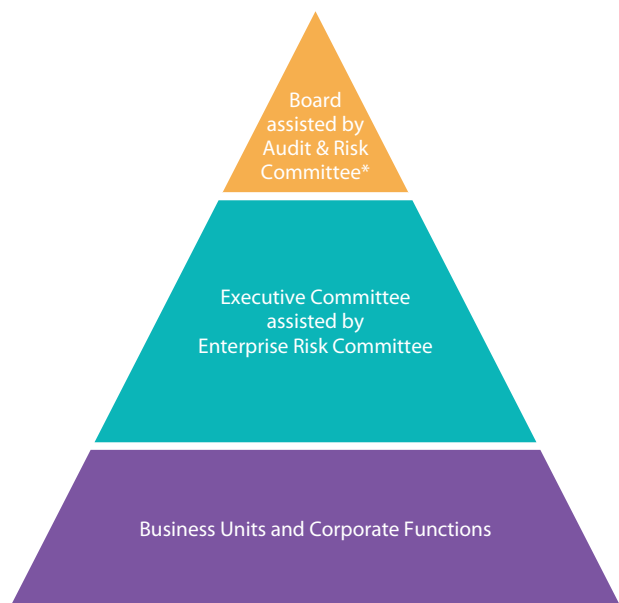 Board
assisted by
Audit & Risk
Committee*
Executive Committee
assisted by
Enterprise Risk Committee
Business Units and Corporate Functions